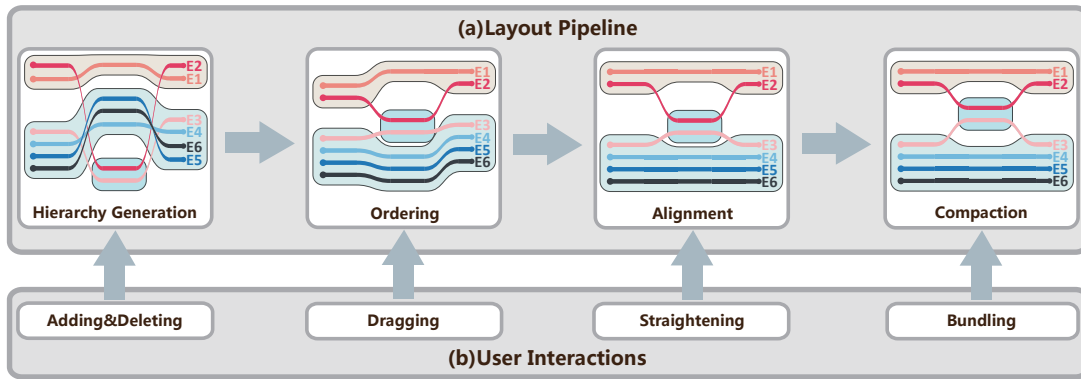 (a)Layout Pipeline
E2
E1
E3
E4
E6
E5
Hierarchy Generation
E1
E2
E3
E4
E5
E6
Ordering
E1
E2
E3
E4
E5
E6
Alignment
E1
E2
E3
E4
E5
E6
Compaction
Adding&Deleting
Dragging
Straightening
Bundling
(b)User Interactions